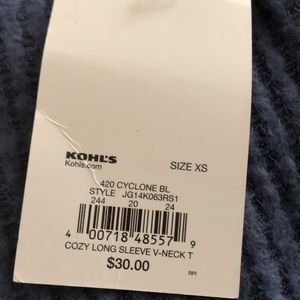 KOHL'S
Kohls.com
SIZE XS
420 CYCLONE BL
STYLE JG14K063RS1
244 20 24
4 00718 48557 9
COZY LONG SLEEVE V-NECK T
$30.00
RPI